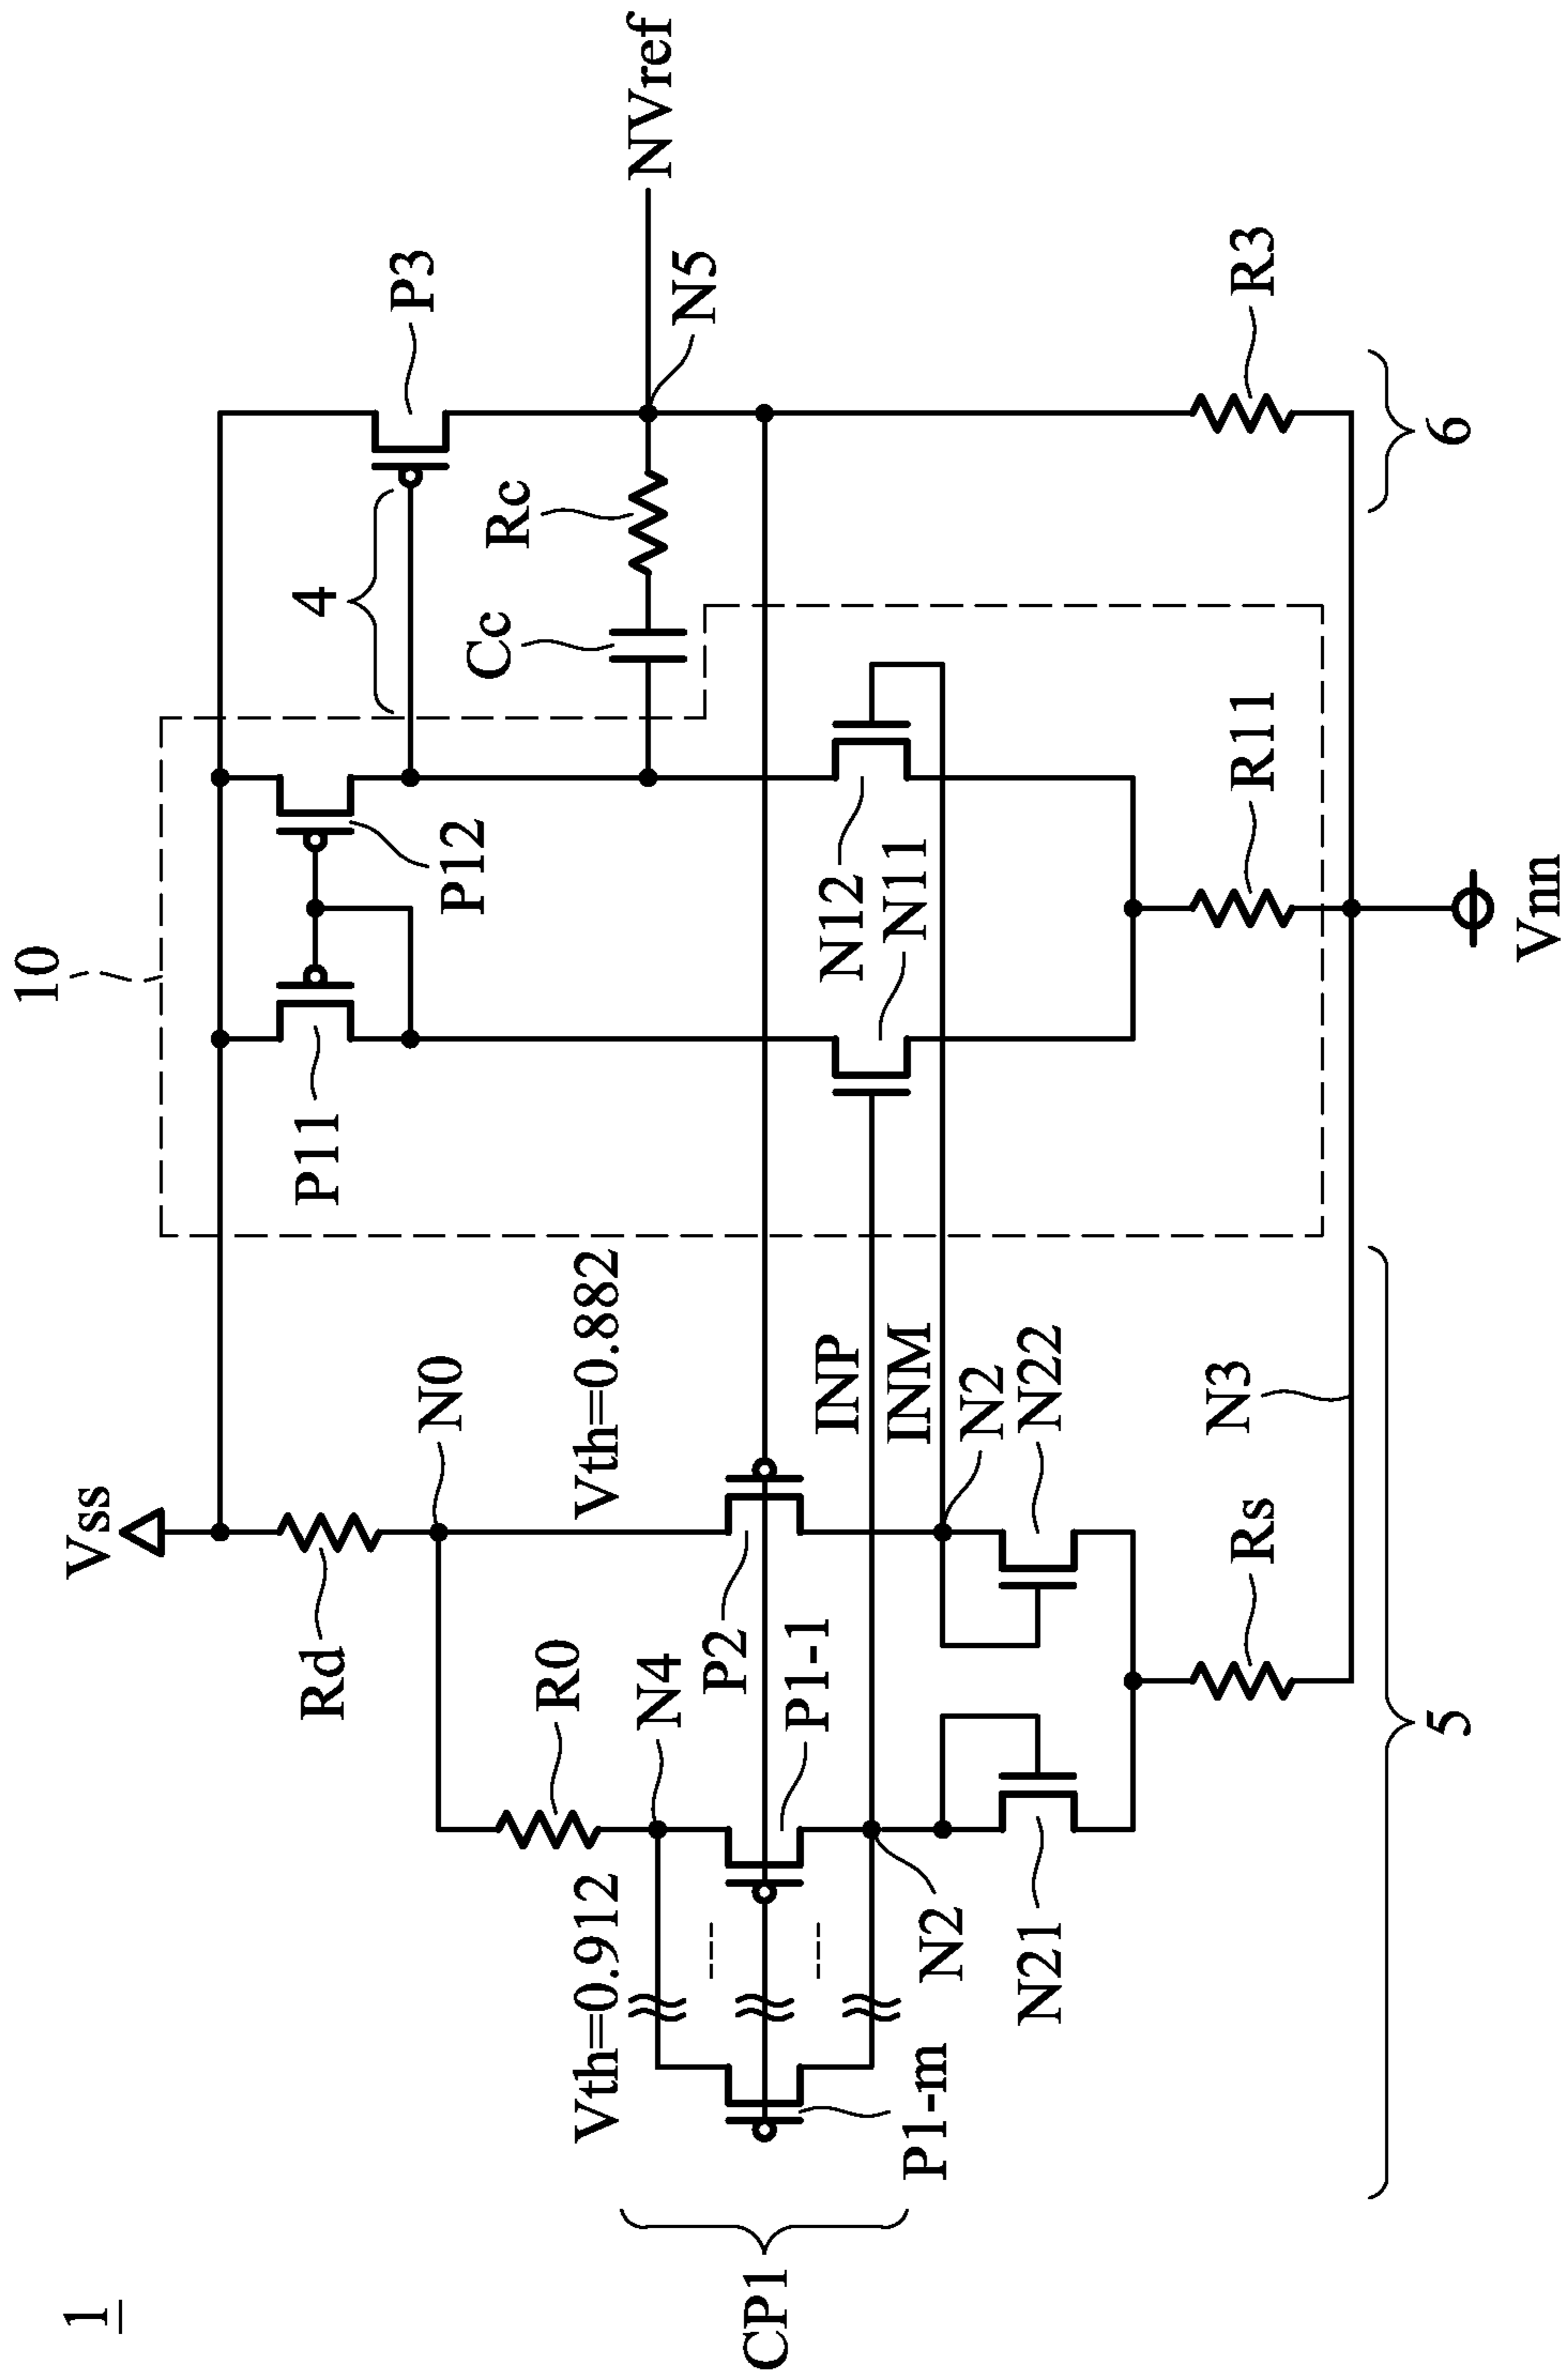 1
Vss
10
Rd
N0
P11
P12
4
P3
R0
N4
Vth=0.912
Vth=0.882
Cc
Rc
NVref
N5
CP1
P2
P1-1
P1-m
INP
INM
N2
N2
N21
N22
N12
N11
Rs
N3
R11
R3
5
6
Vnn